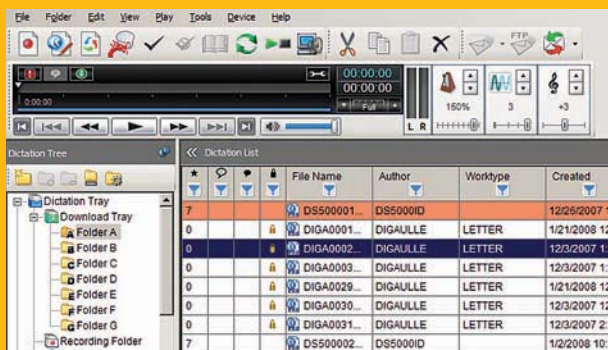 File Folder Edit View Play Tools Device Help
FTP
00:00:00
00:00:00
0:00:00
Full
L R
150%
3
+3
Dictation Tree
Dictation List
Dictation Tray
Download Tray
A Folder A
B Folder B
C Folder C
D Folder D
E Folder E
F Folder F
G Folder G
Recording Folder
File Name Author Worktype Created
7 DS500001... DS5000ID 12/26/2007 1
0 DIGA0001... DIGAULLE LETTER 1/21/2008 12
0 DIGA0002... DIGAULLE LETTER 12/3/2007 1:
0 DIGA0003... DIGAULLE LETTER 12/3/2007 1:
0 DIGA0029... DIGAULLE LETTER 1/21/2008 12
0 DIGA0030... DIGAULLE LETTER 12/3/2007 12
0 DIGA0031... DIGAULLE LETTER 12/3/2007 2:
7 DS500002... DS5000ID 1/2/2008 10: